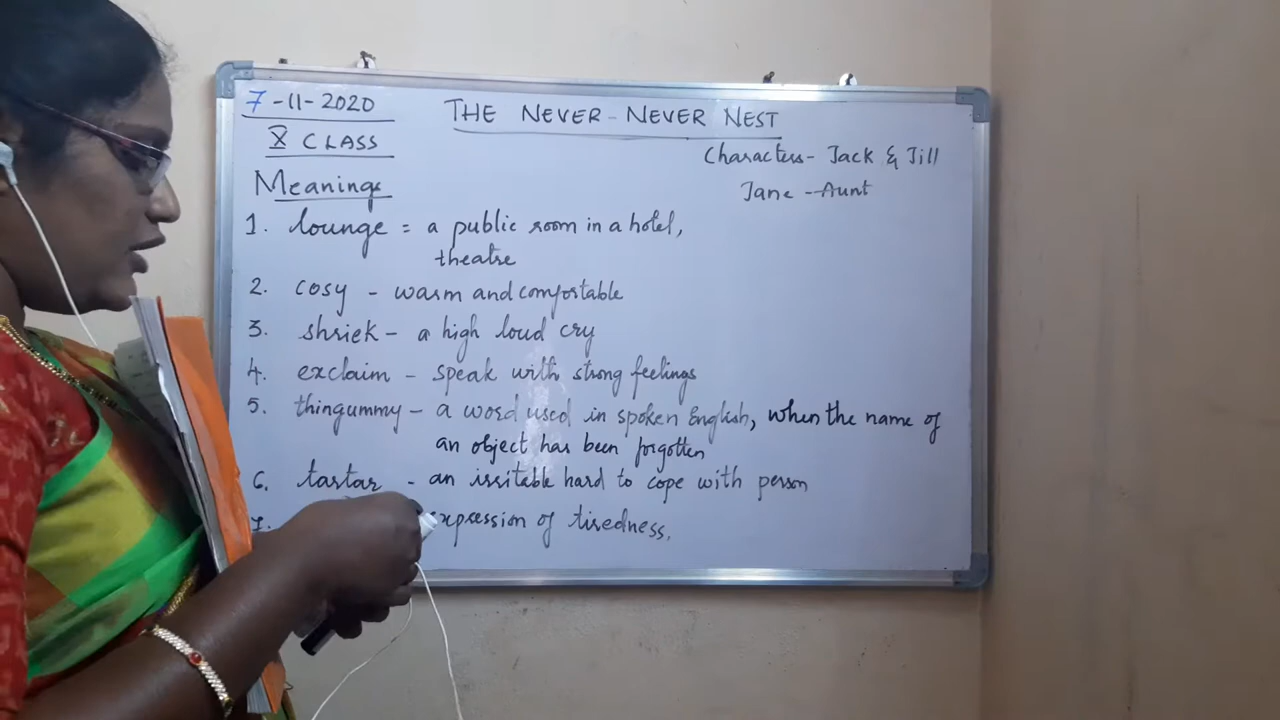 7-11-2020
X CLASS
THE NEVER-NEVER NEST
Characters- Jack & Jill
Jane -Aunt
Meanings
1. lounge = a public room in a hotel,
theatre
2. cosy - warm and comfortable
3. shriek - a high loud cry
4. exclaim - speak with strong feelings
5. thingummy - a word used in spoken English, when the name of
an object has been forgotten
6. tartar - an irritable hard to cope with person
7. expression of tiredness.